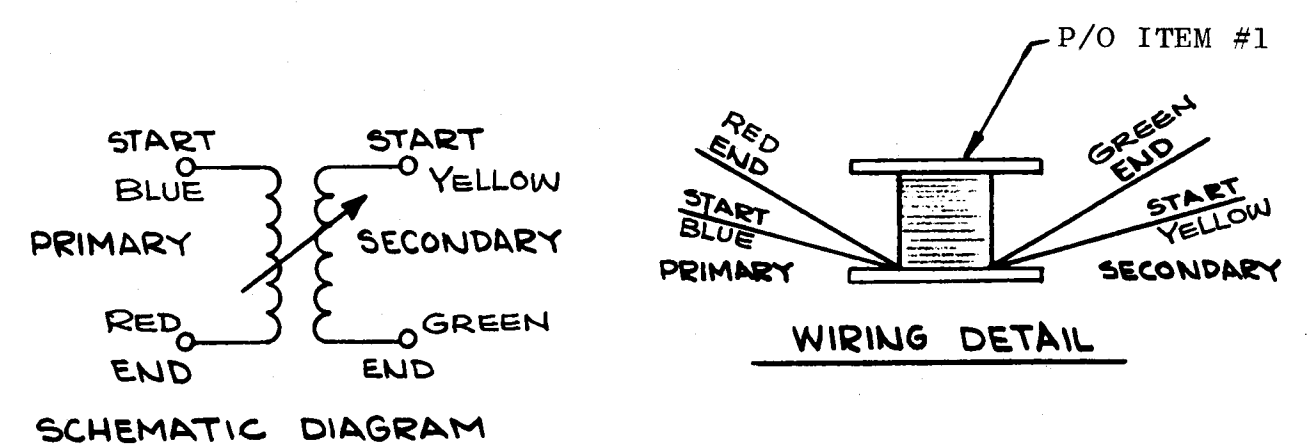 START
START
BLUE
YELLOW
PRIMARY
SECONDARY
RED
GREEN
END
END
SCHEMATIC DIAGRAM
P/O ITEM #1
RED
END
START
BLUE
PRIMARY
GREEN
END
START
YELLOW
SECONDARY
WIRING DETAIL